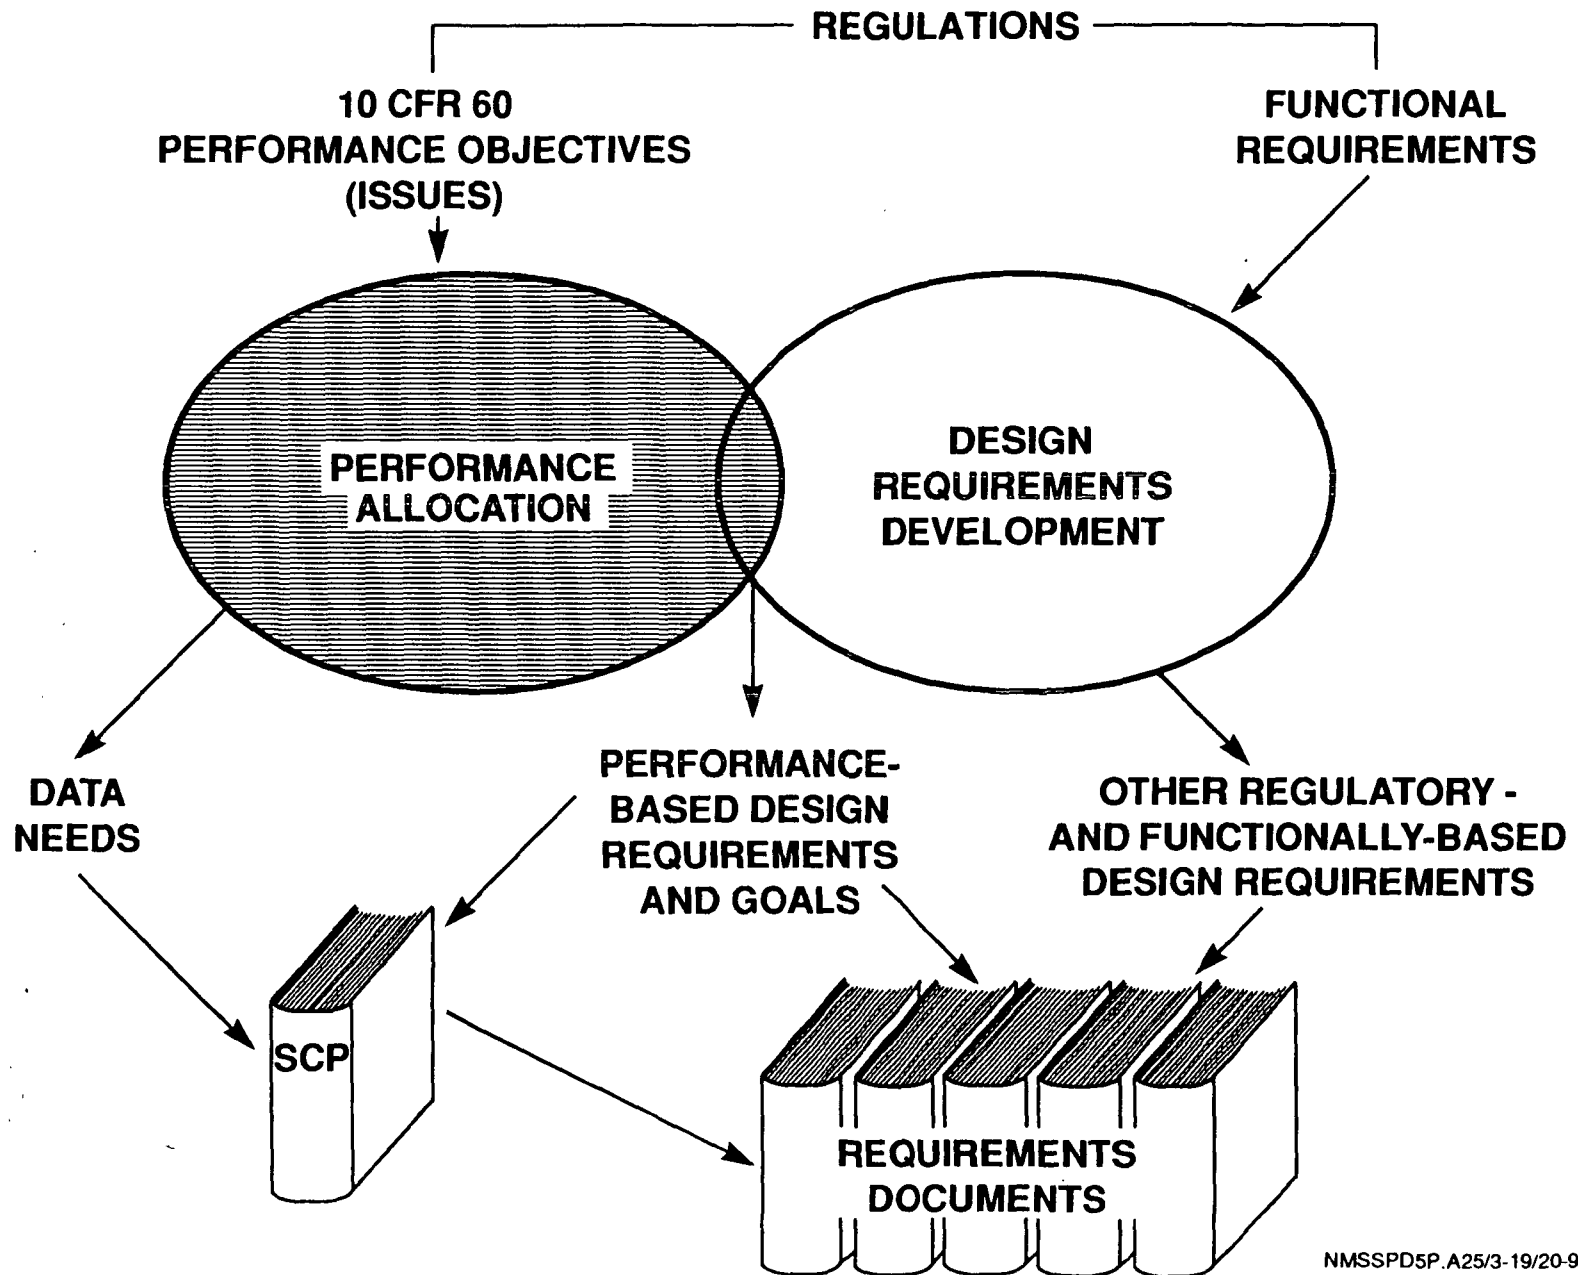 REGULATIONS
10 CFR 60
PERFORMANCE OBJECTIVES
(ISSUES)
FUNCTIONAL
REQUIREMENTS
PERFORMANCE
ALLOCATION
DESIGN
REQUIREMENTS
DEVELOPMENT
DATA
NEEDS
PERFORMANCE-
BASED DESIGN
REQUIREMENTS
AND GOALS
OTHER REGULATORY -
AND FUNCTIONALLY-BASED
DESIGN REQUIREMENTS
SCP
REQUIREMENTS
DOCUMENTS
NMSSPD5P.A25/3-19/20-9